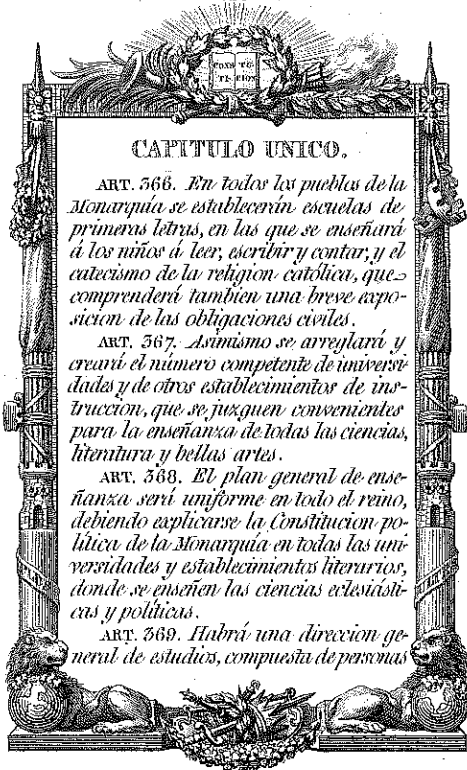 CONS TU
TI CION
CAPITULO UNICO.
ART. 366. En todos los pueblos de la
Monarquía se establecerán escuelas de
primeras letras, en las que se enseñará
á los niños á leer, escribir y contar, y el
catecismo de la religion católica, que
comprenderá tambien una breve expo-
sicion de las obligaciones civiles.
ART. 367. Asimismo se arreglará y
creará el número competente de universi
dades y de otros establecimientos de ins-
truccion, que se juzguen convenientes
para la enseñanza de todas las ciencias,
literatura y bellas artes.
ART. 368. El plan general de ense-
ñanza será uniforme en todo el reino,
debiendo explicarse la Constitucion po-
lítica de la Monarquía en todas las uni-
versidades y establecimientos literarios,
donde se enseñen las ciencias eclesiásti-
cas y políticas.
ART. 369. Habrá una direccion ge-
neral de estudios, compuesta de personas